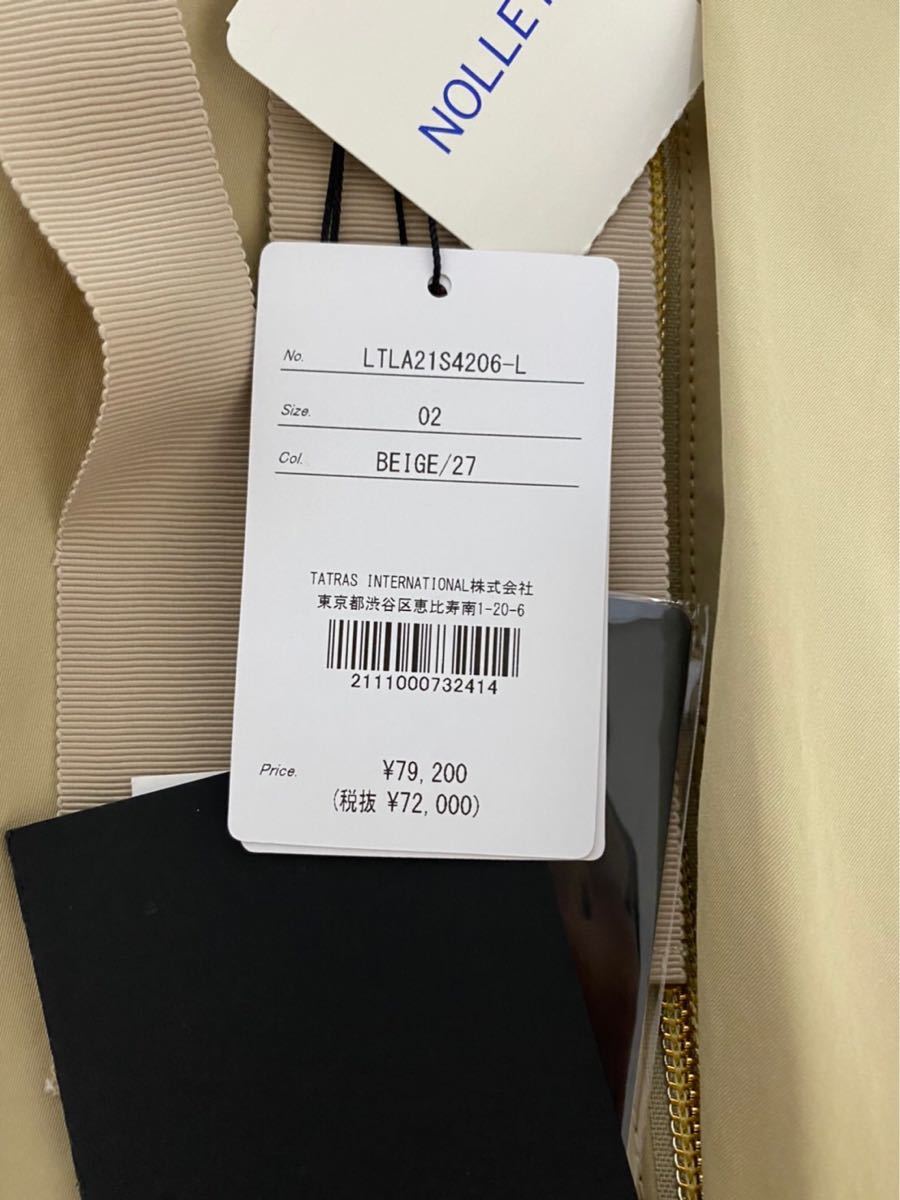 NOLLE
No. LTLA21S4206-L
Size. 02
Col. BEIGE/27
TATRAS INTERNATIONAL株式会社
東京都渋谷区恵比寿南1-20-6
2111000732414
Price. ¥79,200
(税抜 ¥72,000)